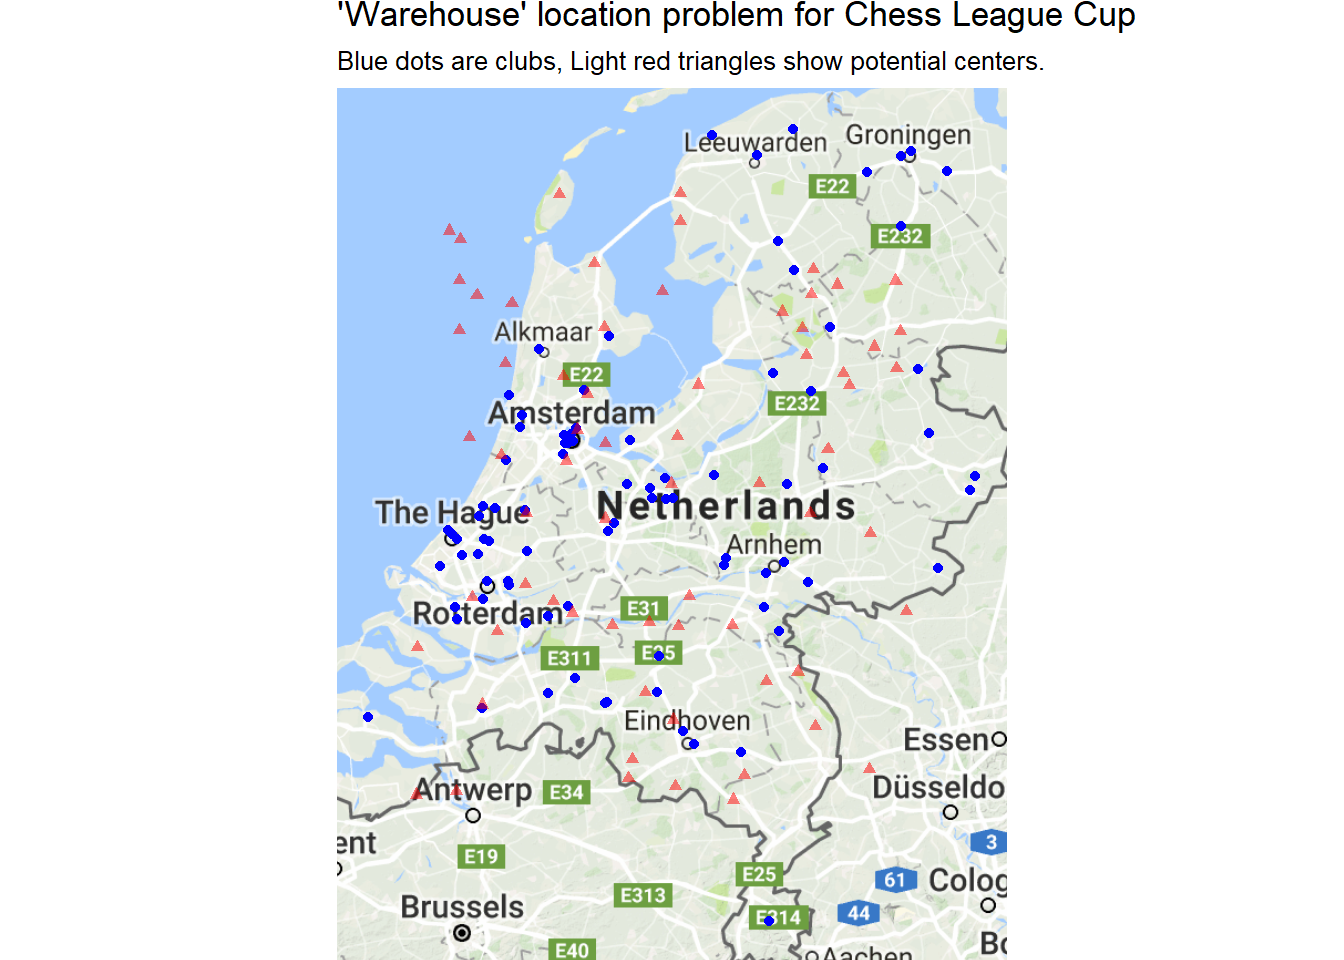 'Warehouse' location problem for Chess League Cup
Blue dots are clubs, Light red triangles show potential centers.
Leeuwarden
Groningen
E22
E232
Alkmaar
E22
E232
Amsterdam
The Hague
Netherlands
Arnhem
Rotterdam
E31
E311
E25
Eindhoven
Essen
Antwerp
E34
Düsseldo
ent
E19
3
E25
61
Colog
E313
Brussels
E314
44
E40
Aachen
Bo